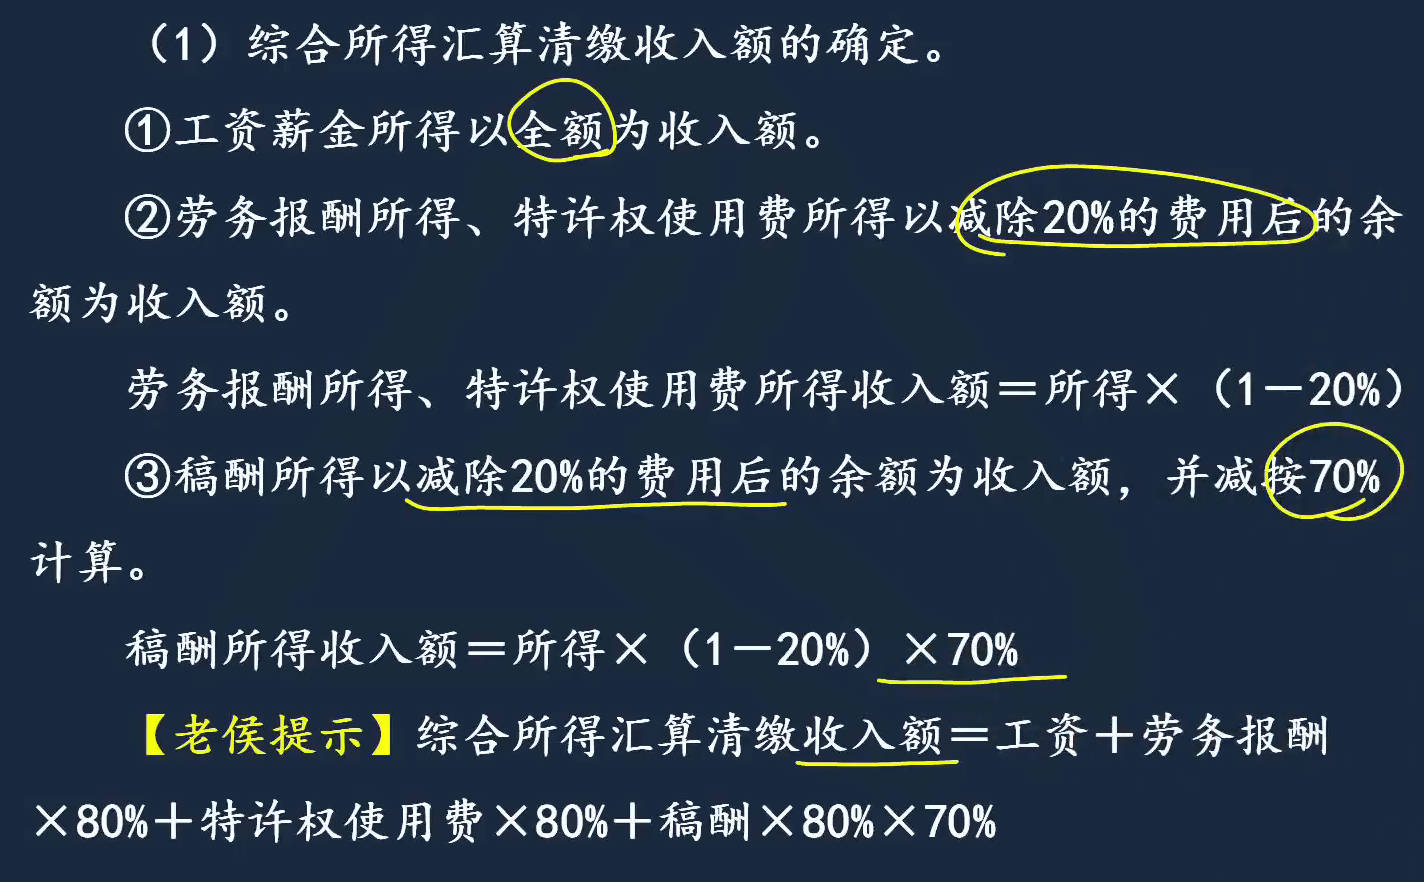 （1）综合所得汇算清缴收入额的确定。
①工资薪金所得以全额为收入额。
②劳务报酬所得、特许权使用费所得以减除20%的费用后的余
额为收入额。
劳务报酬所得、特许权使用费所得收入额＝所得×（1－20%）
③稿酬所得以减除20%的费用后的余额为收入额，并减按70%
计算。
稿酬所得收入额＝所得×（1－20%）×70%
【老侯提示】综合所得汇算清缴收入额＝工资＋劳务报酬
×80%＋特许权使用费×80%＋稿酬×80%×70%